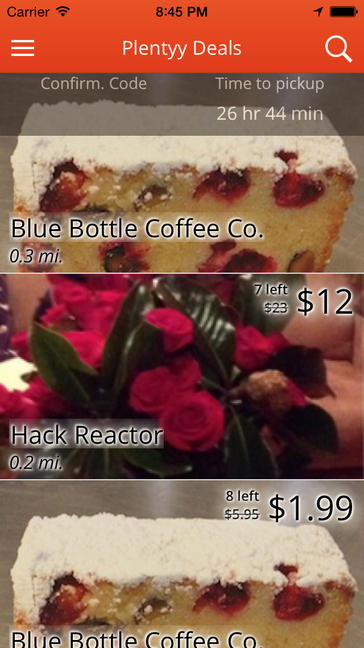 Carrier 8:45 PM
Plentyy Deals
Confirm. Code Time to pickup
26 hr 44 min
Blue Bottle Coffee Co.
0.3 mi.
7 left
$23 $12
Hack Reactor
0.2 mi.
8 left
$5.95 $1.99
Blue Bottle Coffee Co.